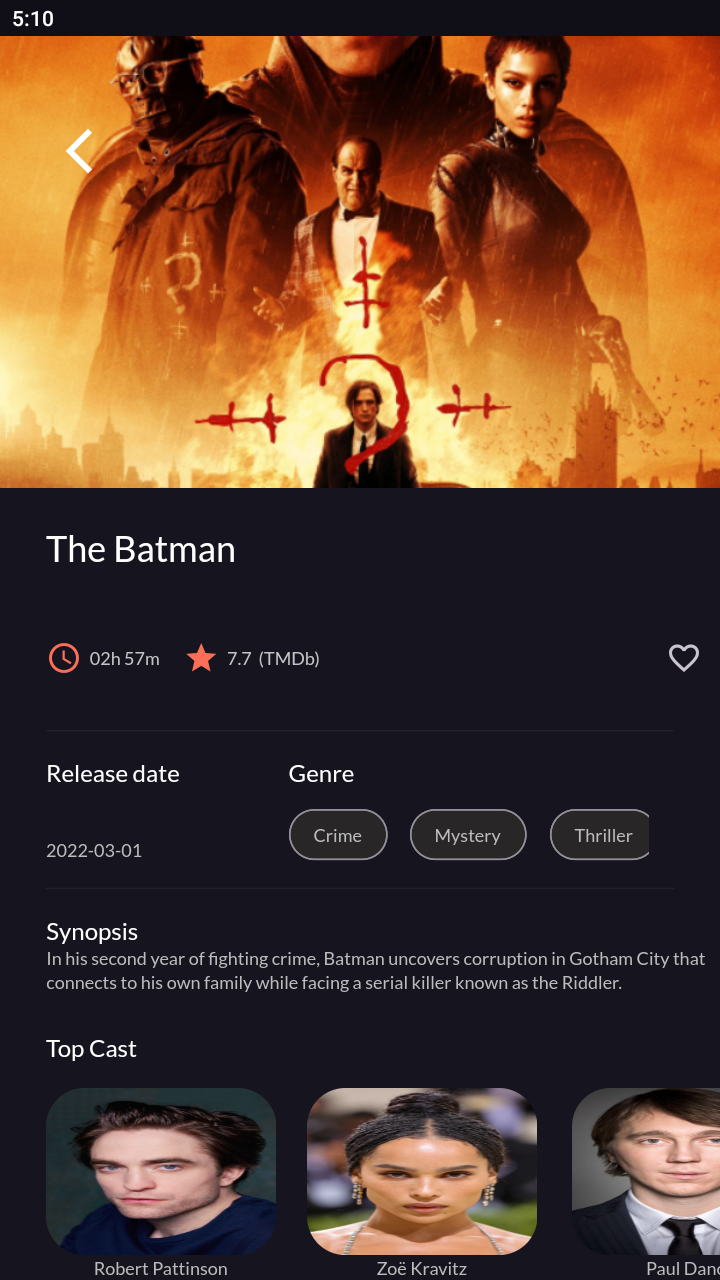 5:10
The Batman
02h 57m 7.7 (TMDb)
Release date Genre
Crime Mystery Thriller
2022-03-01
Synopsis
In his second year of fighting crime, Batman uncovers corruption in Gotham City that
connects to his own family while facing a serial killer known as the Riddler.
Top Cast
Robert Pattinson Zoë Kravitz Paul